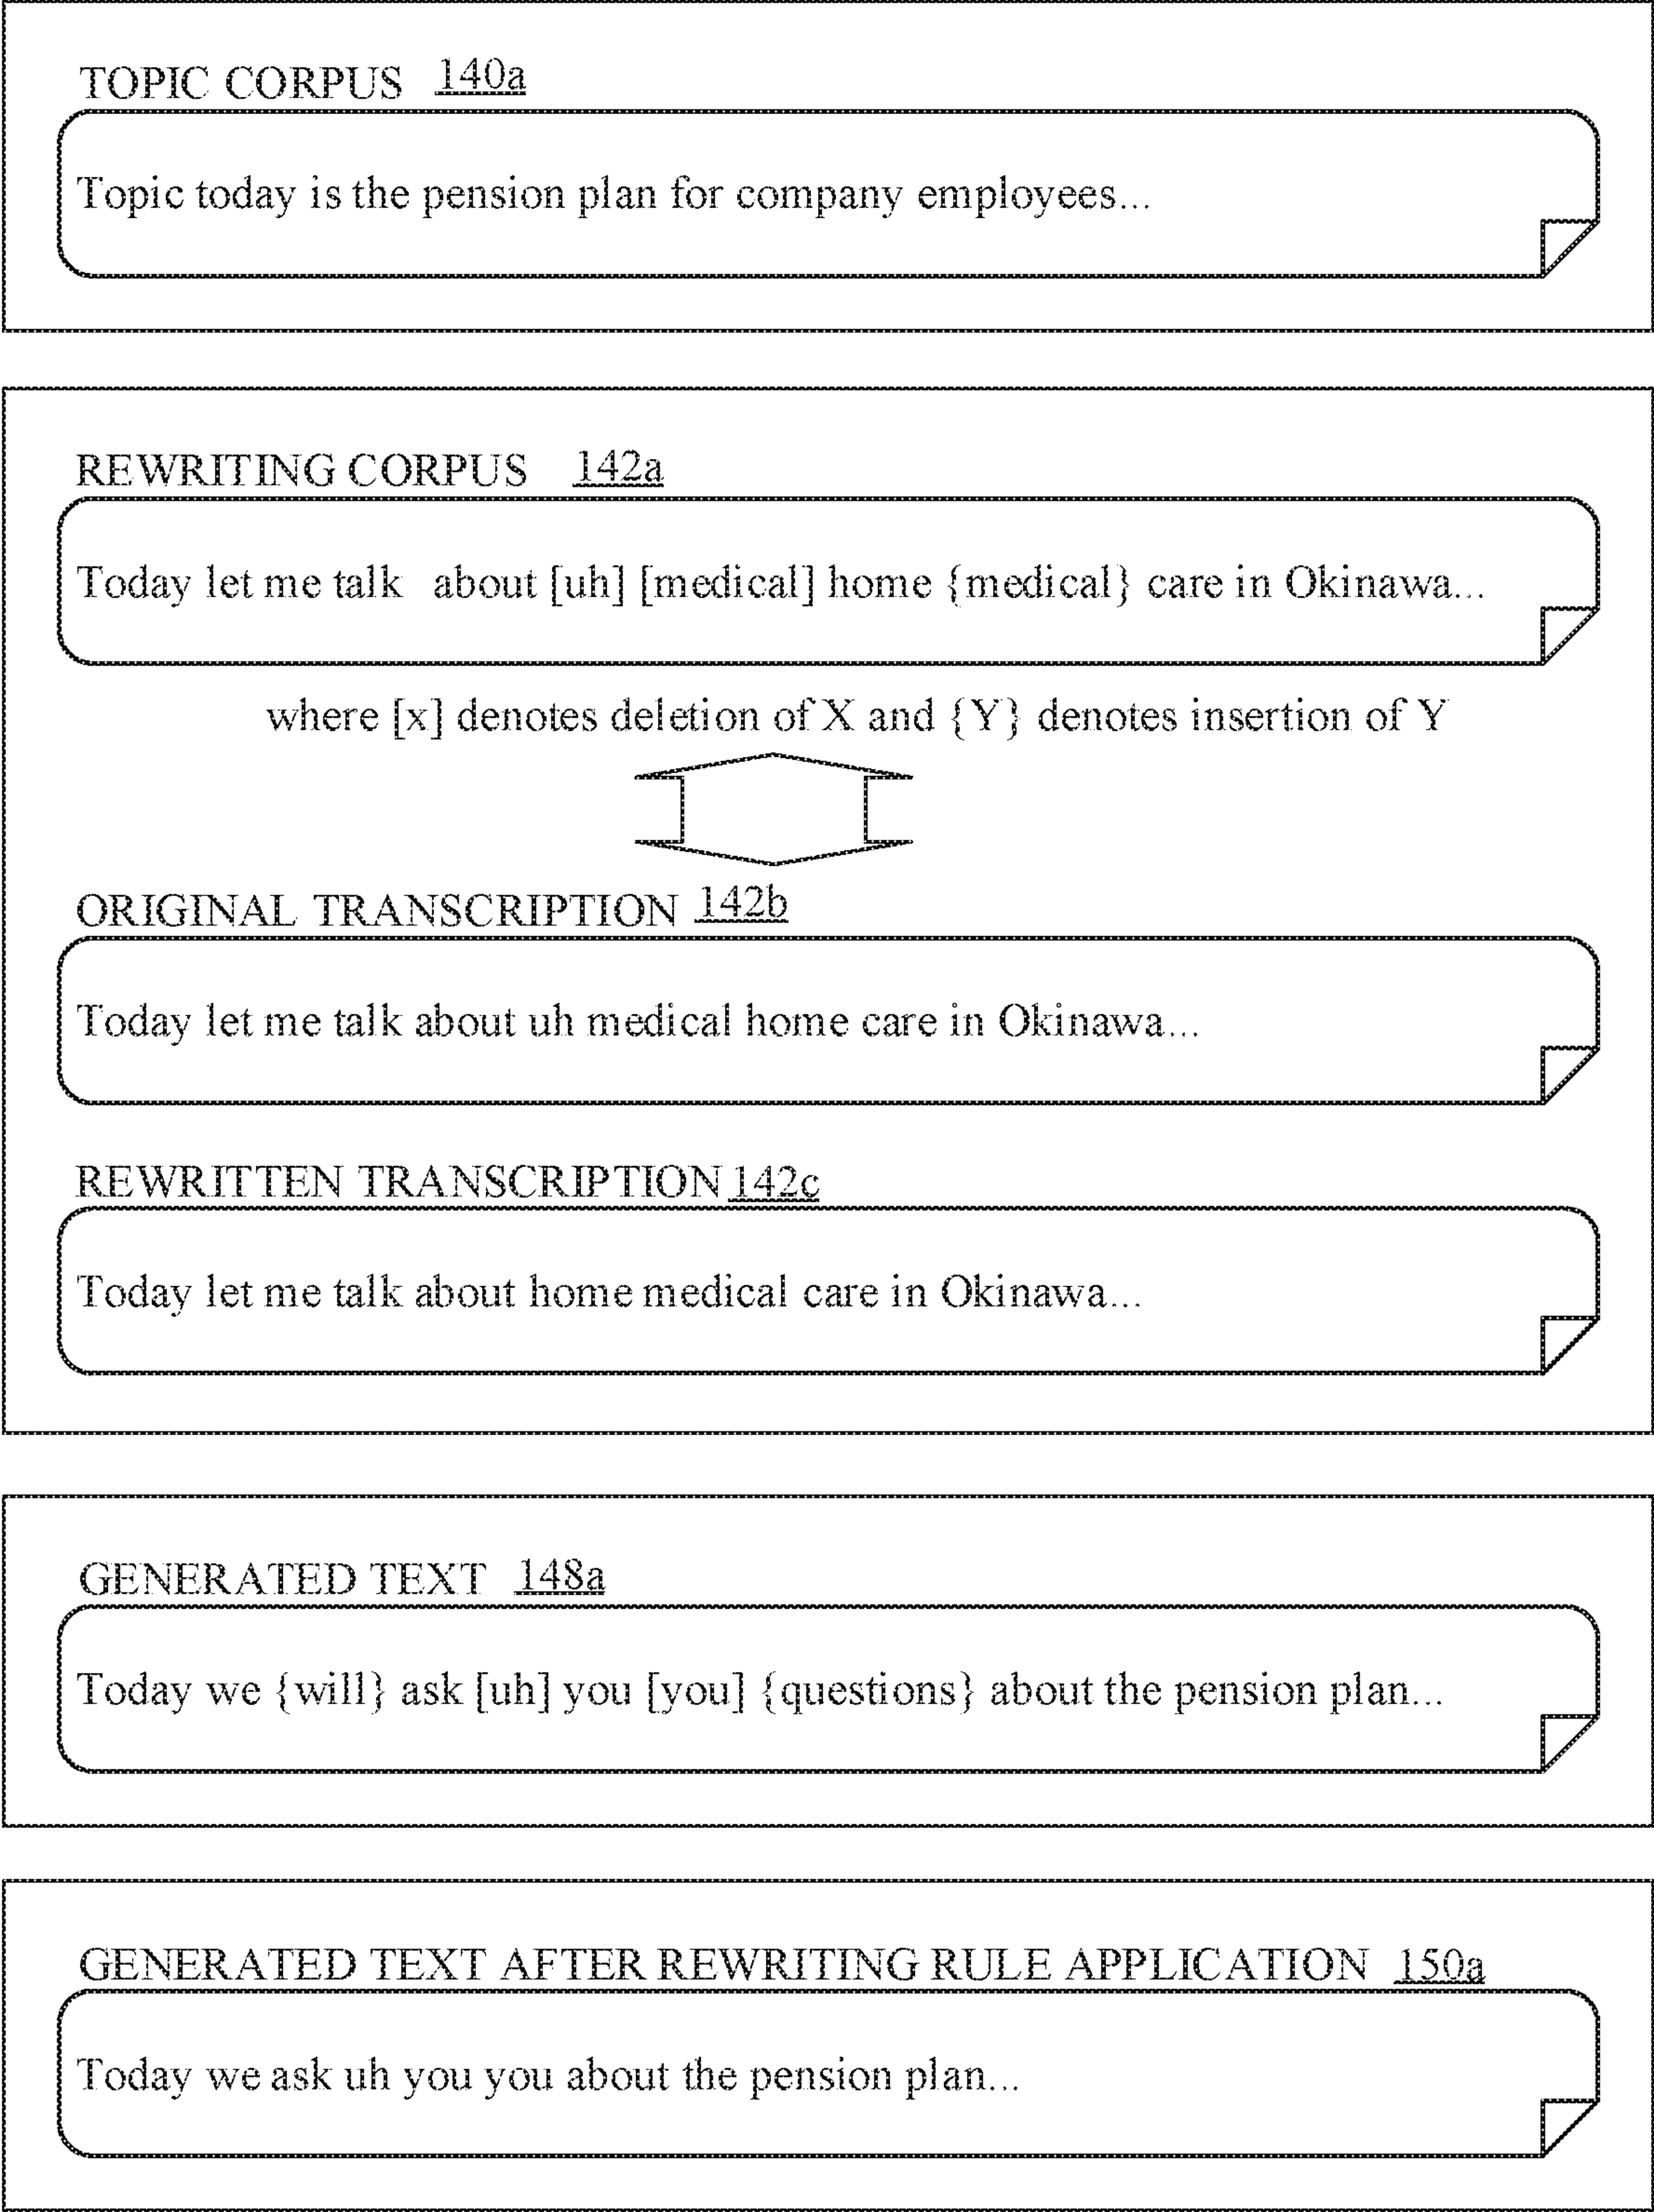 TOPIC CORPUS 140a
Topic today is the pension plan for company employees...
REWRITING CORPUS 142a
Today let me talk about [uh] [medical] home {medical} care in Okinawa...
where [x] denotes deletion of X and {Y} denotes insertion of Y
ORIGINAL TRANSCRIPTION 142b
Today let me talk about uh medical home care in Okinawa...
REWRITTEN TRANSCRIPTION 142c
Today let me talk about home medical care in Okinawa...
GENERATED TEXT 148a
Today we {will} ask [uh] you [you] {questions} about the pension plan...
GENERATED TEXT AFTER REWRITING RULE APPLICATION 150a
Today we ask uh you you about the pension plan...